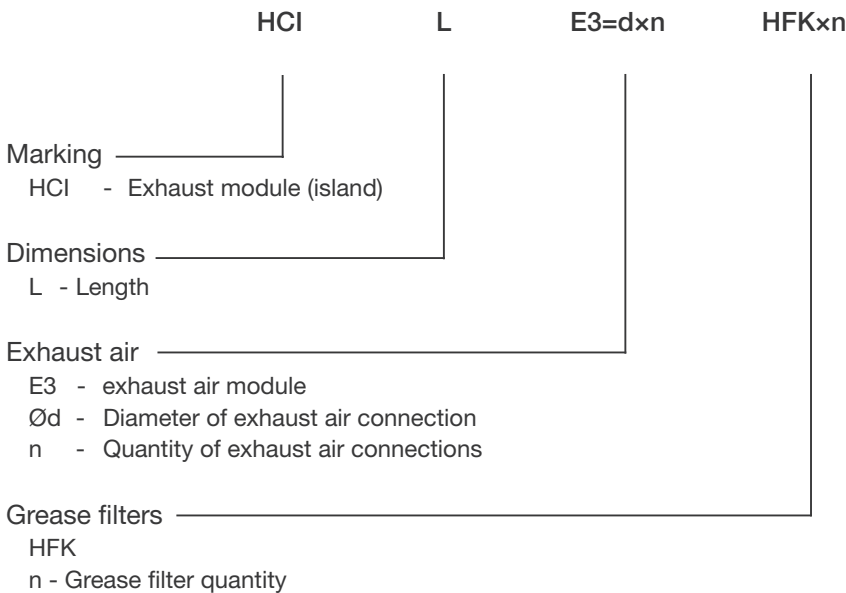 HCI L E3=d×n HFK×n
Marking
HCI - Exhaust module (island)
Dimensions
L - Length
Exhaust air
E3 - exhaust air module
Ød - Diameter of exhaust air connection
n - Quantity of exhaust air connections
Grease filters
HFK
n - Grease filter quantity